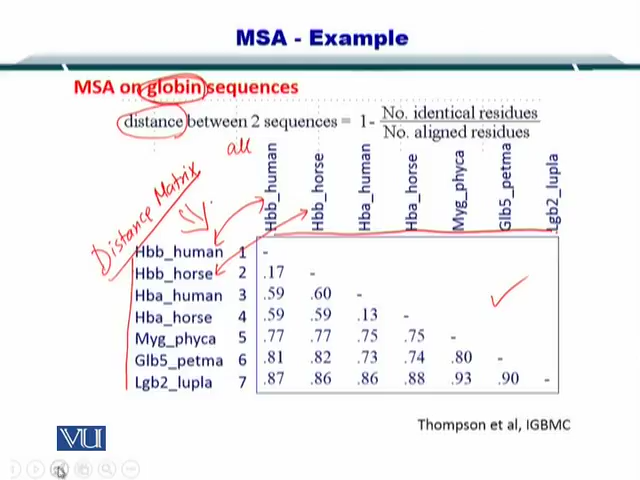 MSA - Example
MSA on globin sequences
distance between 2 sequences = 1- No. identical residues
No. aligned residues
all
Distance Matrix
Hbb_human
Hbb_horse
Hba_human
Hba_horse
Myg_phyca
Glb5_petma
Lgb2_lupla
Hbb_human 1 -
Hbb_horse 2 .17 -
Hba_human 3 .59 .60 -
Hba_horse 4 .59 .59 .13 -
Myg_phyca 5 .77 .77 .75 .75 -
Glb5_petma 6 .81 .82 .73 .74 .80 -
Lgb2_lupla 7 .87 .86 .86 .88 .93 .90 -
Thompson et al, IGBMC
VU